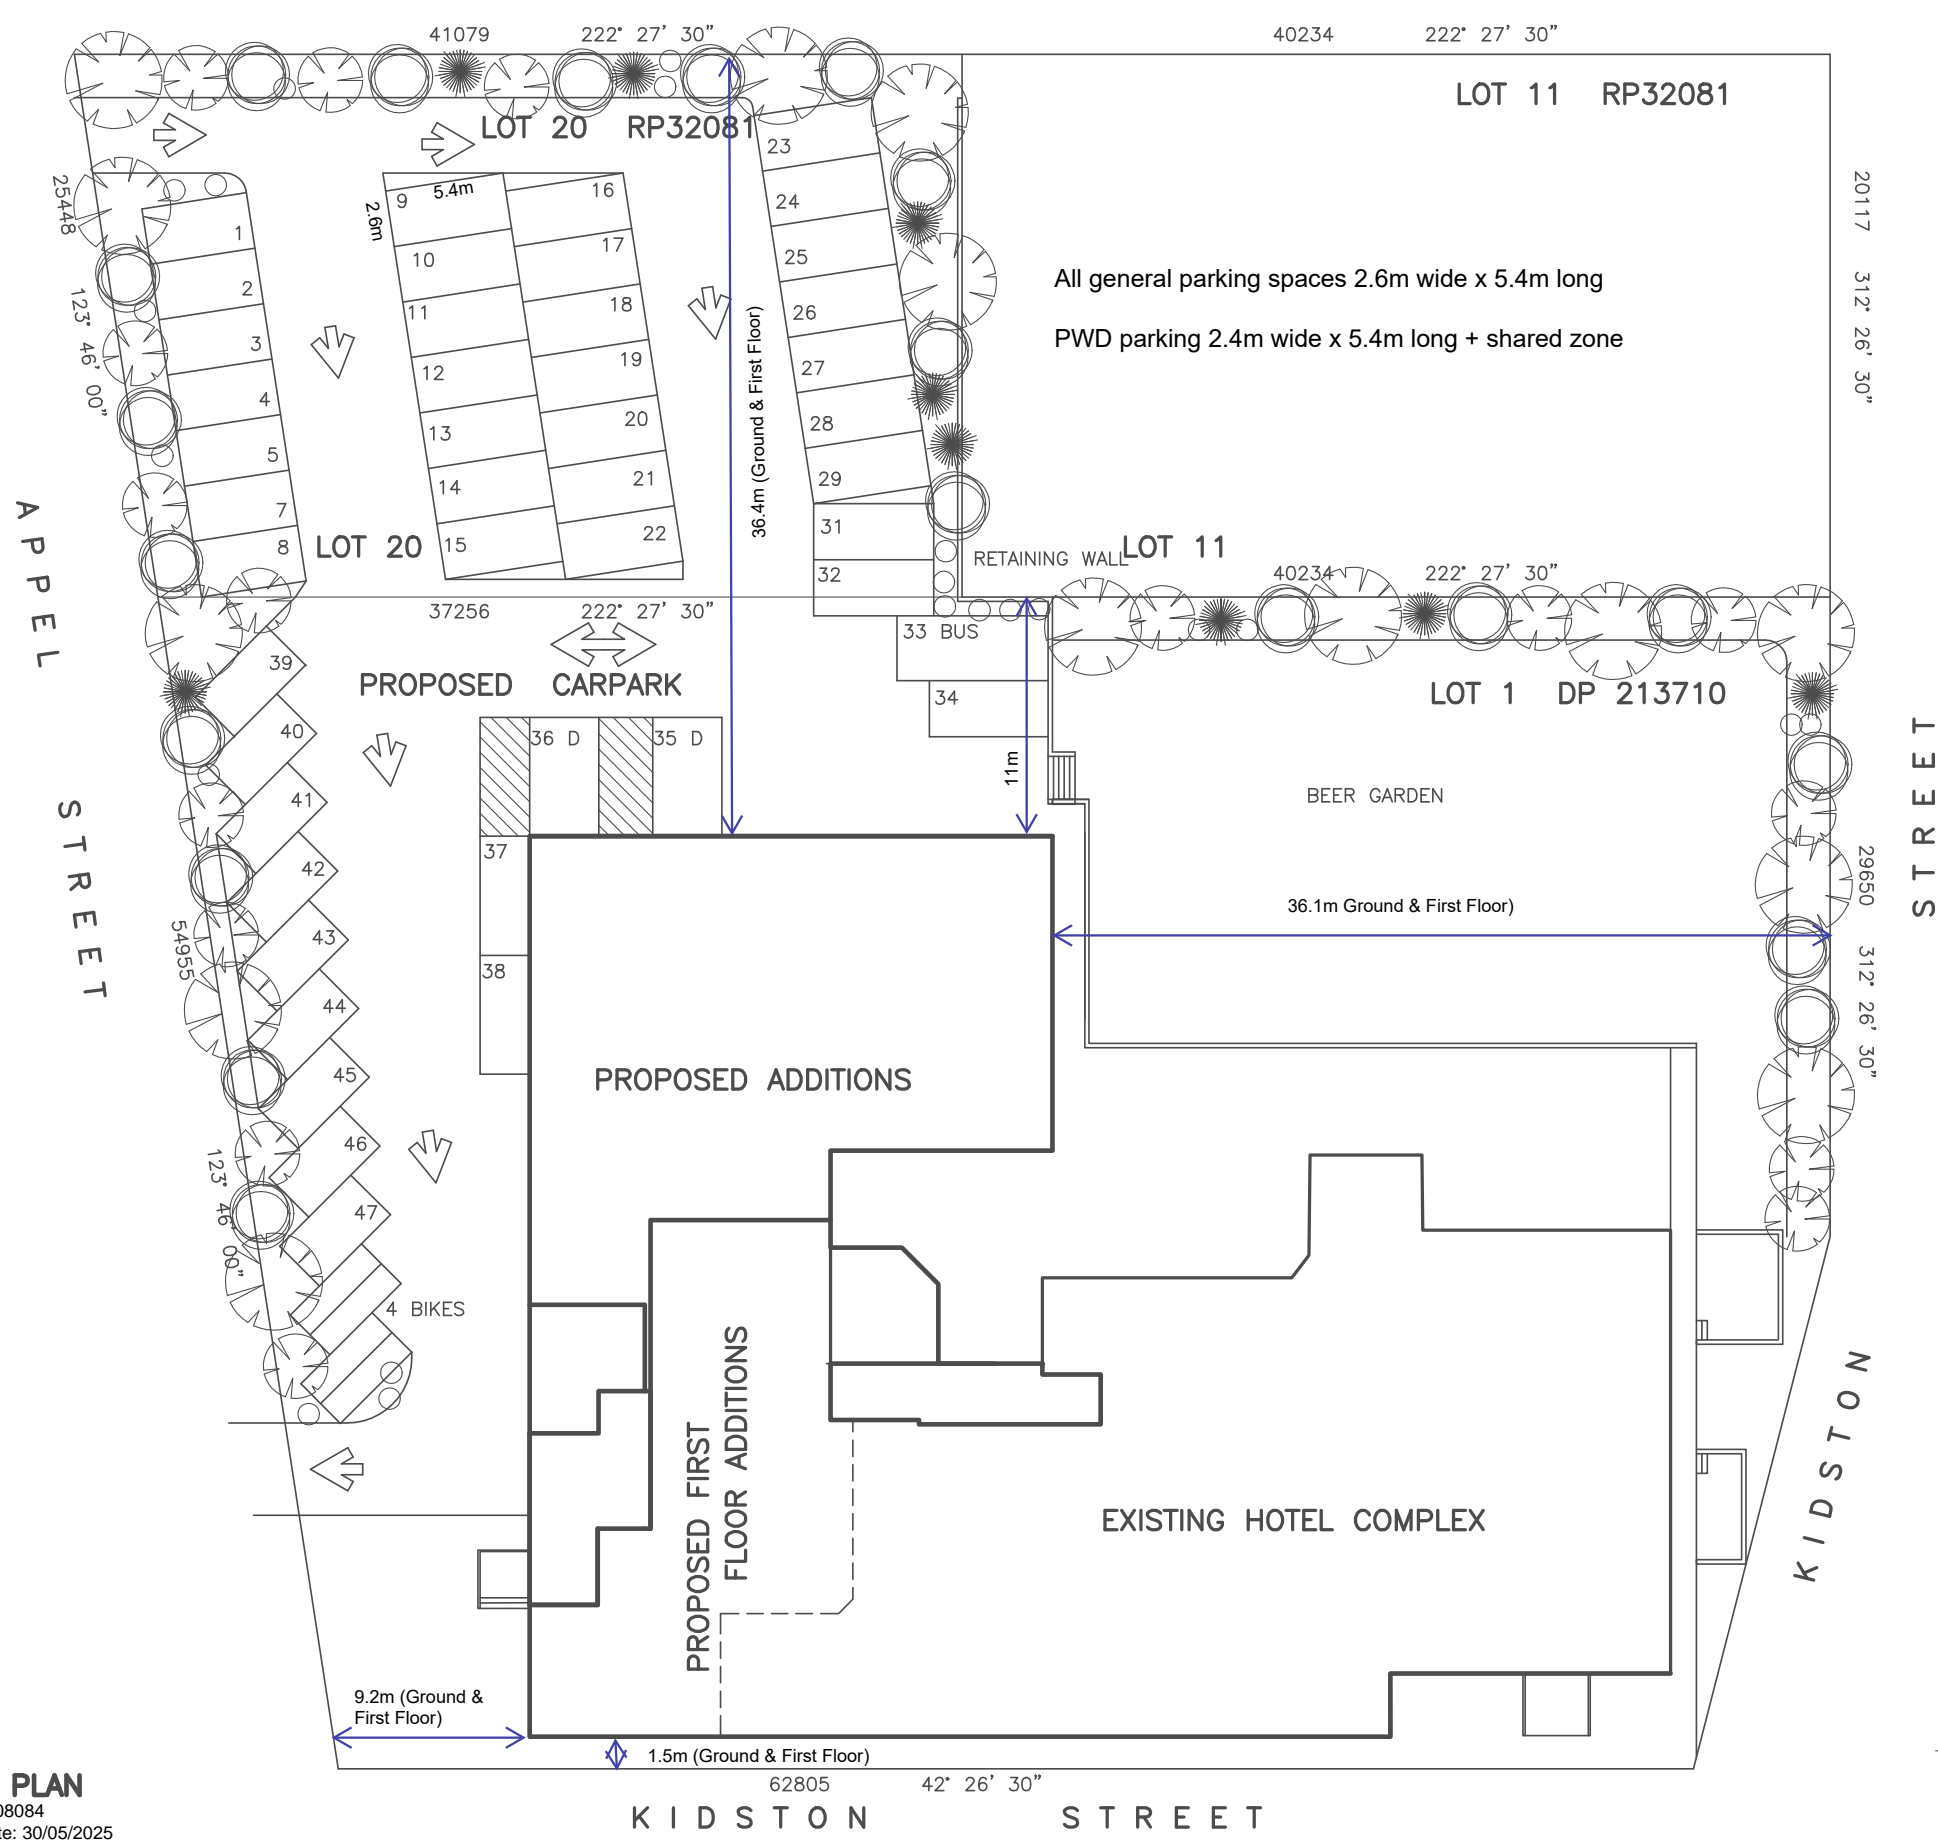 41079 222° 27' 30"
40234 222° 27' 30"
LOT 11 RP32081
LOT 20 RP32081
25448
123° 46' 00"
20117 312° 26' 30"
1
2
3
4
5
7
8
9
5.4m
2.6m
10
11
12
13
14
15
16
17
18
19
20
21
22
23
24
25
26
27
28
29
31
32
36.4m (Ground & First Floor)
All general parking spaces 2.6m wide x 5.4m long
PWD parking 2.4m wide x 5.4m long + shared zone
LOT 20
LOT 11
RETAINING WALL
40234 222° 27' 30"
37256 222° 27' 30"
33 BUS
34
PROPOSED CARPARK
LOT 1 DP 213710
APPEL STREET
36 D
35 D
37
38
39
40
41
42
43
44
45
46
47
4 BIKES
11m
BEER GARDEN
36.1m Ground & First Floor)
54955
123° 46' 00"
29650 312° 26' 30"
KIDSTON STREET
PROPOSED ADDITIONS
PROPOSED FIRST
FLOOR ADDITIONS
EXISTING HOTEL COMPLEX
9.2m (Ground &
First Floor)
1.5m (Ground & First Floor)
62805 42° 26' 30"
KIDSTON STREET
PLAN
08084
te: 30/05/2025